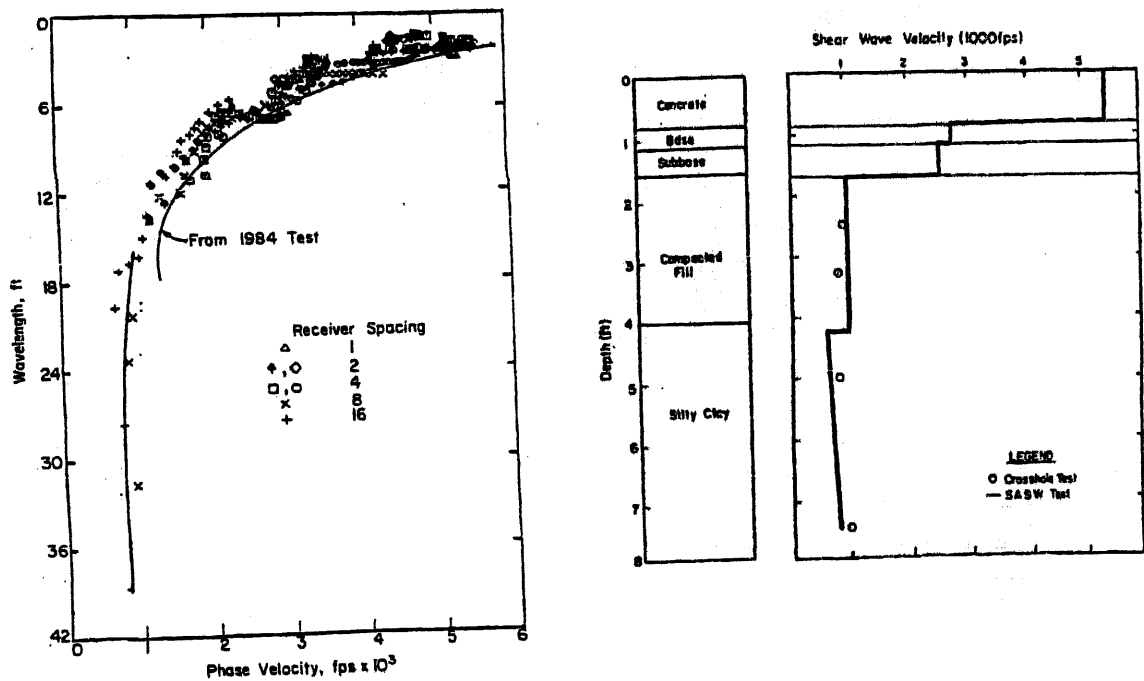 0
6
12
18
24
30
36
42
Wavelength, ft
From 1984 Test
Receiver Spacing
1
2
4
8
16
1 2 3 4 5 6
Phase Velocity, fps x 10³
Shear Wave Velocity (1000fps)
1 2 3 4 5
0
1
2
3
4
5
6
7
8
Depth (ft)
Concrete
Base
Subbase
Compacted
Fill
Silty Clay
LEGEND
Crosshole Test
SASW Test